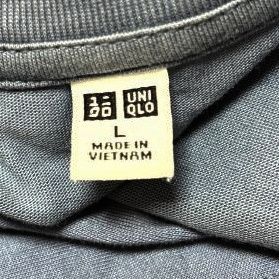 ユニ UNI
クロ QLO
L
MADE IN
VIETNAM